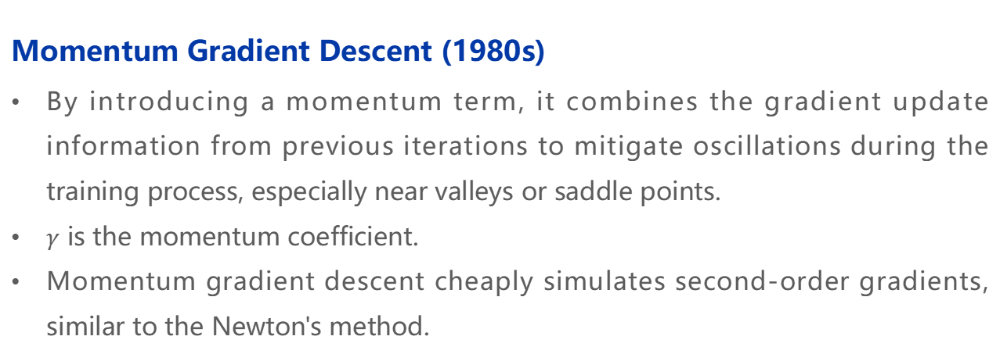 Momentum Gradient Descent (1980s)
• By introducing a momentum term, it combines the gradient update
information from previous iterations to mitigate oscillations during the
training process, especially near valleys or saddle points.
• γ is the momentum coefficient.
• Momentum gradient descent cheaply simulates second-order gradients,
similar to the Newton's method.